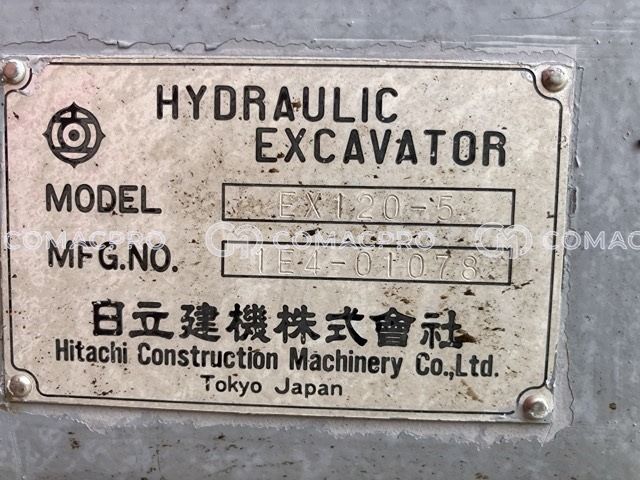 HYDRAULIC
EXCAVATOR
MODEL EX120-5
COMACPRO COMACPRO COMACPRO
MFG.NO. 1E4-01078
日立建機株式會社
Hitachi Construction Machinery Co.,Ltd.
Tokyo Japan